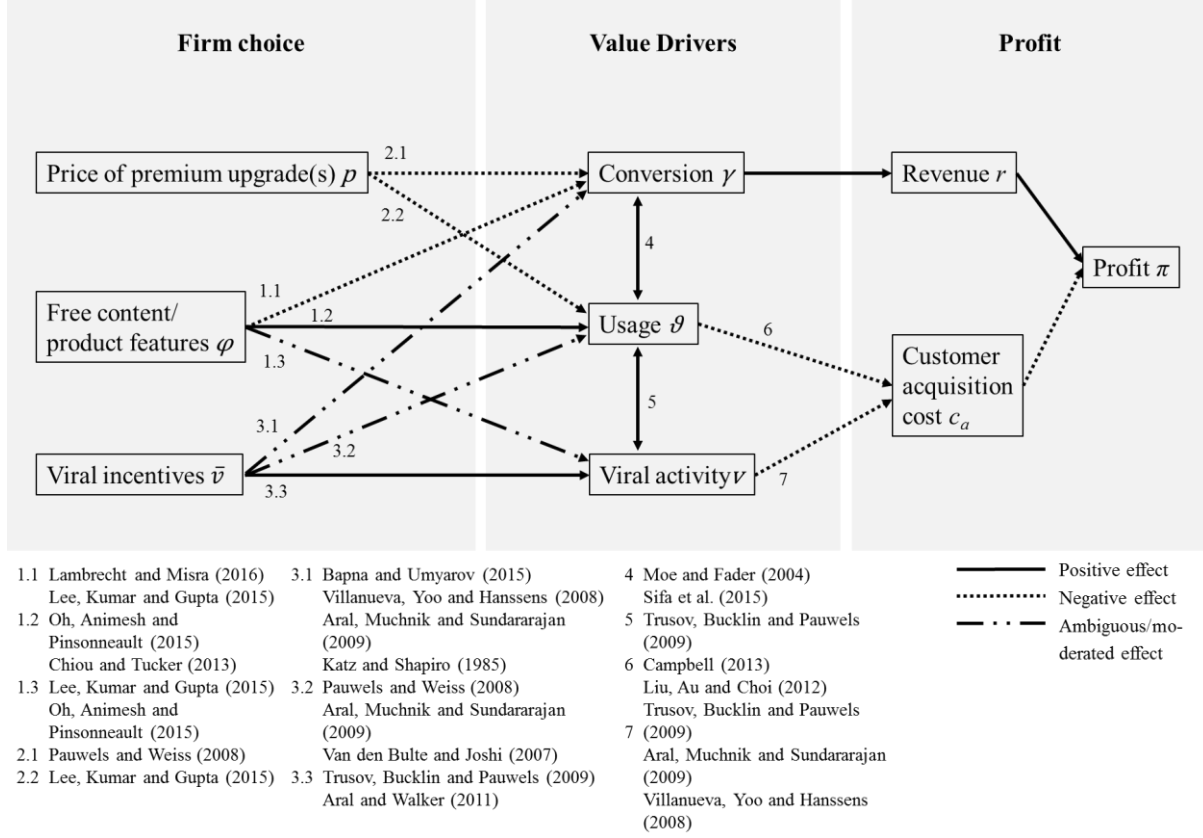 Firm choice
Value Drivers
Profit
Price of premium upgrade(s) p
2.1
Conversion γ
Revenue r
2.2
4
Profit π
1.1
Free content/
product features φ
1.2
Usage ϑ
6
1.3
Customer
acquisition
cost c_a
5
3.1
3.2
Viral incentives v̄
Viral activity v
7
3.3
1.1 Lambrecht and Misra (2016)
Lee, Kumar and Gupta (2015)
1.2 Oh, Animesh and
Pinsonneault (2015)
Chiou and Tucker (2013)
1.3 Lee, Kumar and Gupta (2015)
Oh, Animesh and
Pinsonneault (2015)
2.1 Pauwels and Weiss (2008)
2.2 Lee, Kumar and Gupta (2015)
3.1 Bapna and Umyarov (2015)
Villanueva, Yoo and Hanssens (2008)
Aral, Muchnik and Sundararajan
(2009)
Katz and Shapiro (1985)
3.2 Pauwels and Weiss (2008)
Aral, Muchnik and Sundararajan
(2009)
Van den Bulte and Joshi (2007)
3.3 Trusov, Bucklin and Pauwels (2009)
Aral and Walker (2011)
4 Moe and Fader (2004)
Sifa et al. (2015)
5 Trusov, Bucklin and Pauwels
(2009)
6 Campbell (2013)
Liu, Au and Choi (2012)
Trusov, Bucklin and Pauwels
7 (2009)
Aral, Muchnik and Sundararajan
(2009)
Villanueva, Yoo and Hanssens
(2008)
Positive effect
Negative effect
Ambiguous/mo-
derated effect